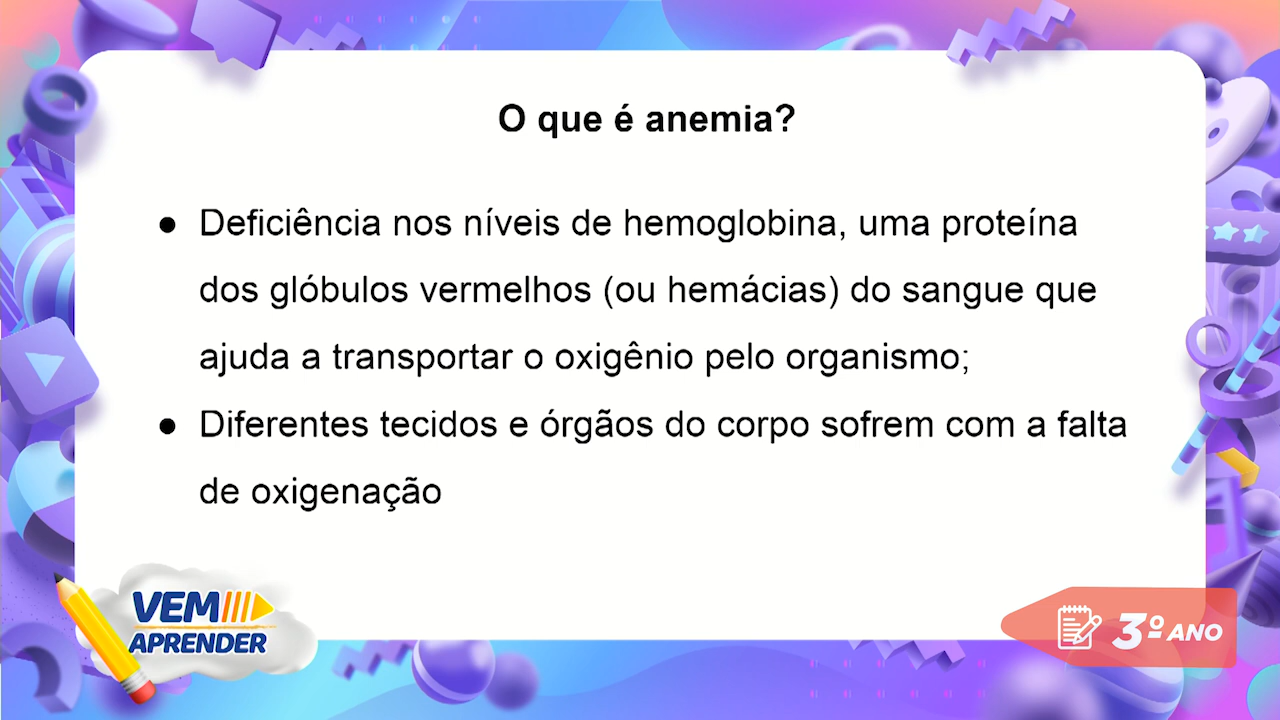 O que é anemia?
● Deficiência nos níveis de hemoglobina, uma proteína
dos glóbulos vermelhos (ou hemácias) do sangue que
ajuda a transportar o oxigênio pelo organismo;
● Diferentes tecidos e órgãos do corpo sofrem com a falta
de oxigenação
VEM
APRENDER
3º ANO